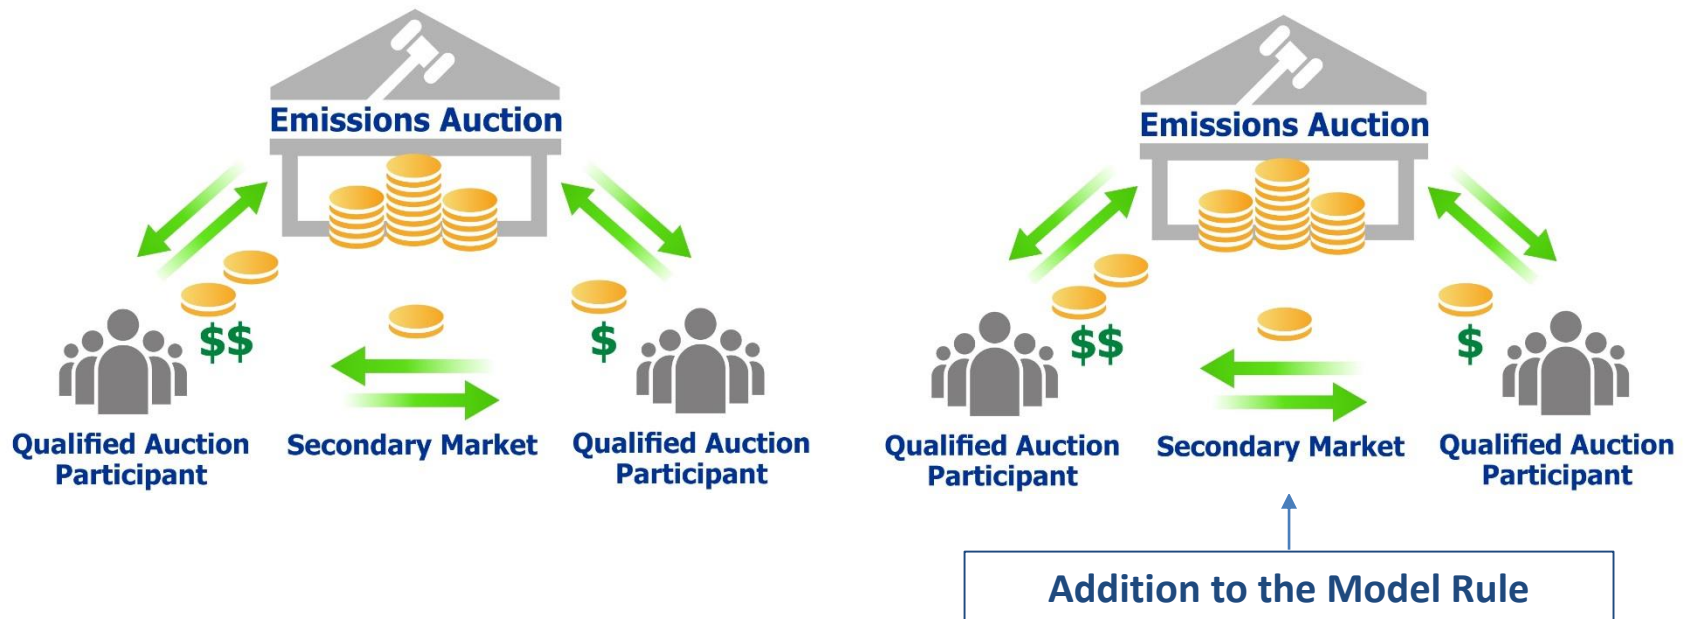 Emissions Auction
$$
$
Qualified Auction
Participant
Secondary Market
Qualified Auction
Participant
Emissions Auction
$$
$
Qualified Auction
Participant
Secondary Market
Qualified Auction
Participant
Addition to the Model Rule